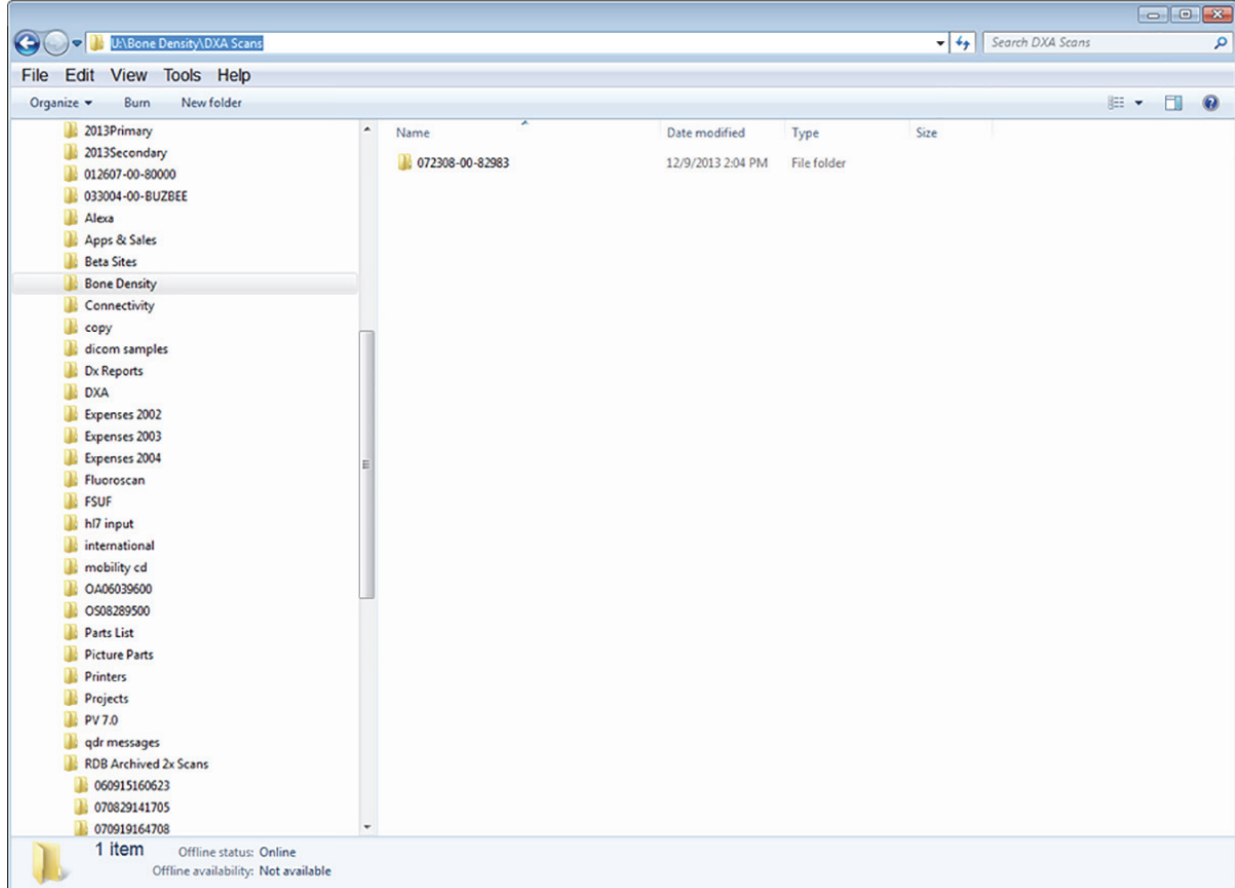 U:\Bone Density\DXA Scans
Search DXA Scans
File Edit View Tools Help
Organize Burn New folder
Name Date modified Type Size
072308-00-82983 12/9/2013 2:04 PM File folder
2013Primary
2013Secondary
012607-00-80000
033004-00-BUZBEE
Alexa
Apps & Sales
Beta Sites
Bone Density
Connectivity
copy
dicom samples
Dx Reports
DXA
Expenses 2002
Expenses 2003
Expenses 2004
Fluoroscan
FSUF
hl7 input
international
mobility cd
OA06039600
OS08289500
Parts List
Picture Parts
Printers
Projects
PV 7.0
qdr messages
RDB Archived 2x Scans
060915160623
070829141705
070919164708
1 item Offline status: Online
Offline availability: Not available